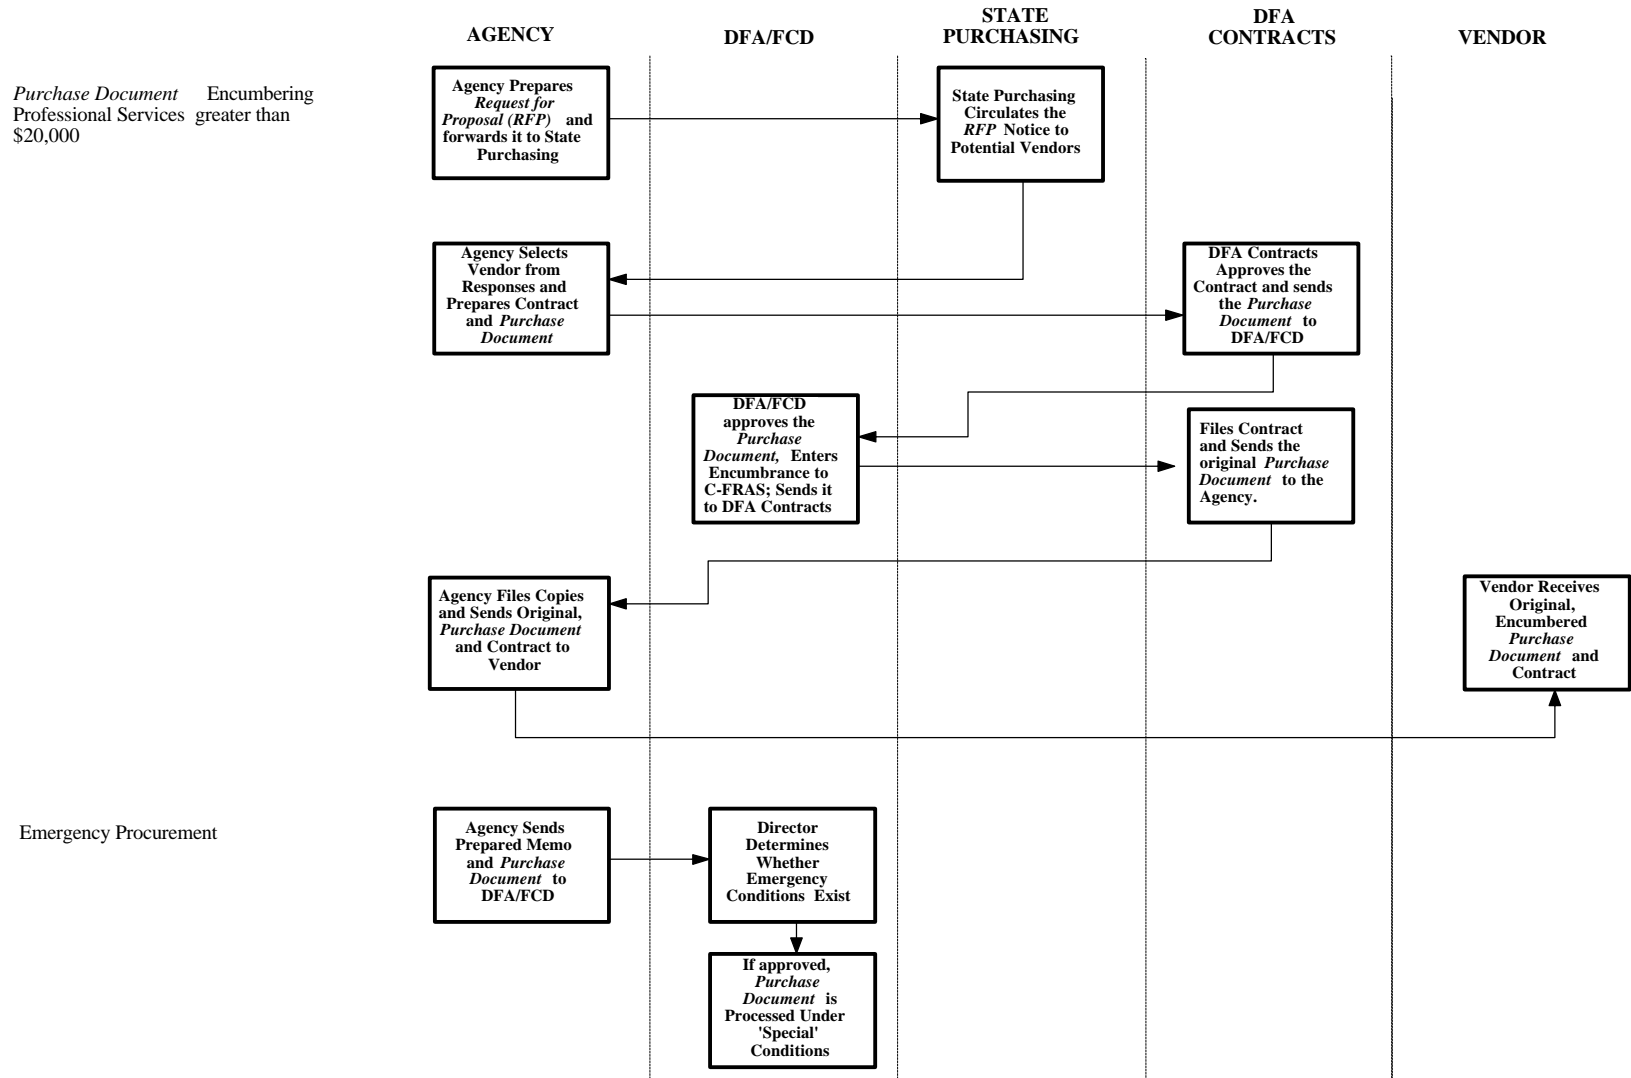 AGENCY
DFA/FCD
STATE
PURCHASING
DFA
CONTRACTS
VENDOR
Purchase Document Encumbering
Professional Services greater than
$20,000
Agency Prepares
Request for
Proposal (RFP) and
forwards it to State
Purchasing
State Purchasing
Circulates the
RFP Notice to
Potential Vendors
Agency Selects
Vendor from
Responses and
Prepares Contract
and Purchase
Document
DFA Contracts
Approves the
Contract and sends
the Purchase
Document to
DFA/FCD
DFA/FCD
approves the
Purchase
Document, Enters
Encumbrance to
C-FRAS; Sends it
to DFA Contracts
Files Contract
and Sends the
original Purchase
Document to the
Agency.
Agency Files Copies
and Sends Original,
Purchase Document
and Contract to
Vendor
Vendor Receives
Original,
Encumbered
Purchase
Document and
Contract
Emergency Procurement
Agency Sends
Prepared Memo
and Purchase
Document to
DFA/FCD
Director
Determines
Whether
Emergency
Conditions Exist
If approved,
Purchase
Document is
Processed Under
'Special'
Conditions